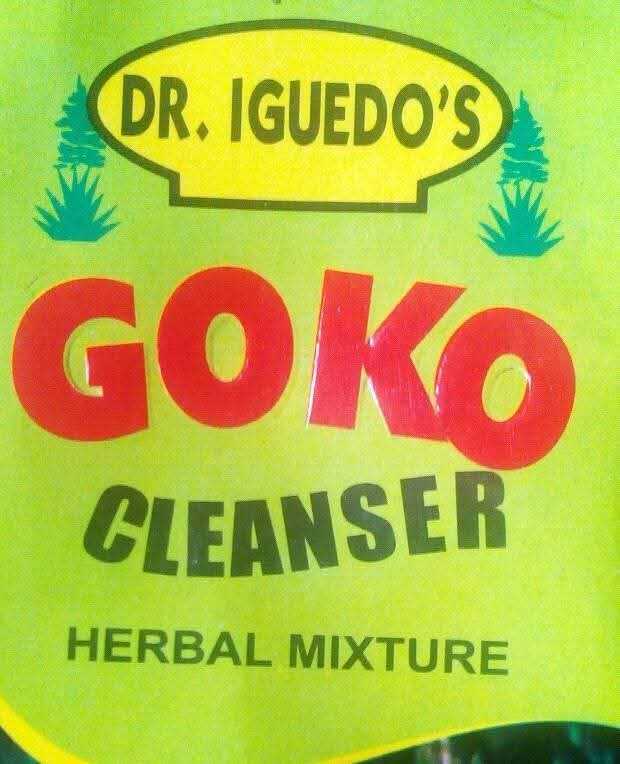 DR. IGUEDO'S
GOKO
CLEANSER
HERBAL MIXTURE